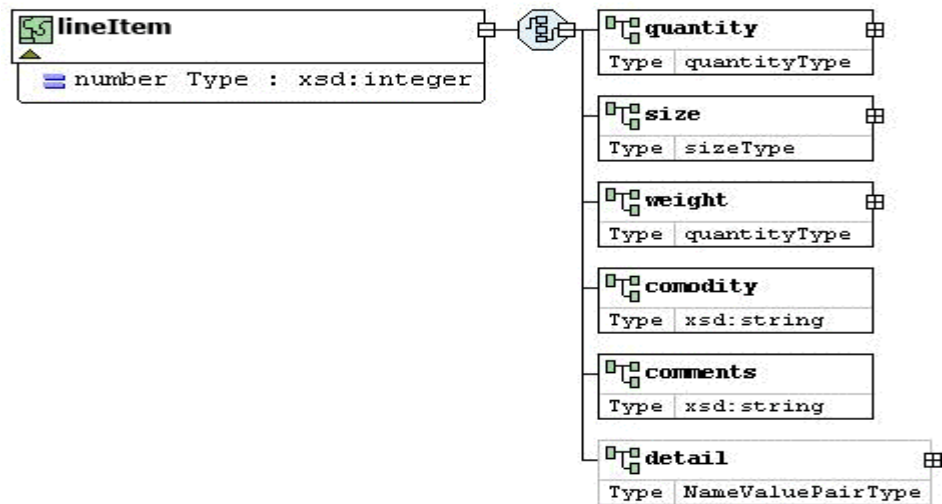 lineItem
number Type : xsd:integer
quantity
Type quantityType
size
Type sizeType
weight
Type quantityType
comodity
Type xsd:string
comments
Type xsd:string
detail
Type NameValuePairType